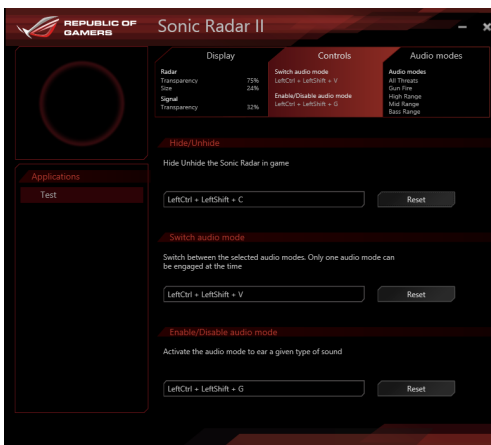 REPUBLIC OF
GAMERS
Sonic Radar II
Display
Radar
Transparency 75%
Size 24%
Signal
Transparency 32%
Controls
Switch audio mode
LeftCtrl + LeftShift + V
Enable/Disable audio mode
LeftCtrl + LeftShift + G
Audio modes
Audio modes
All Threats
Gun Fire
High Range
Mid Range
Bass Range
Applications
Test
Hide/Unhide
Hide Unhide the Sonic Radar in game
LeftCtrl + LeftShift + C
Reset
Switch audio mode
Switch between the selected audio modes. Only one audio mode can
be engaged at the time
LeftCtrl + LeftShift + V
Reset
Enable/Disable audio mode
Activate the audio mode to ear a given type of sound
LeftCtrl + LeftShift + G
Reset